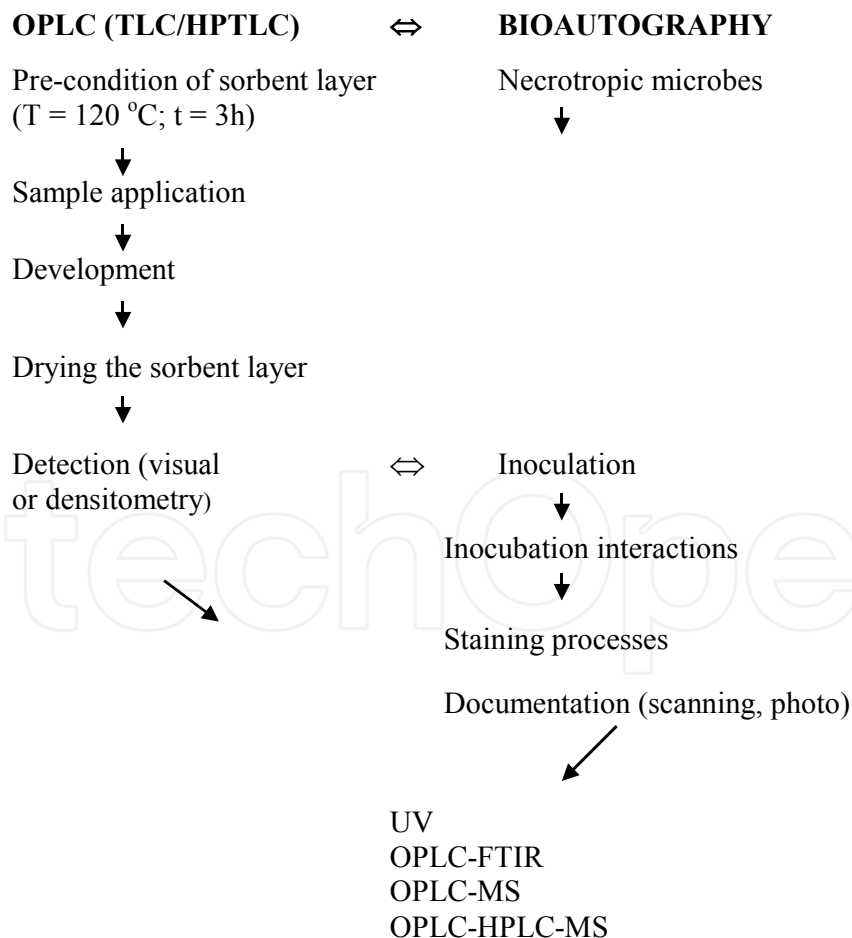 OPLC (TLC/HPTLC) ⇔ BIOAUTOGRAPHY
Pre-condition of sorbent layer Necrotropic microbes
(T = 120 °C; t = 3h)
Sample application
Development
Drying the sorbent layer
Detection (visual ⇔ Inoculation
or densitometry)
Inocubation interactions
techOpe
Staining processes
Documentation (scanning, photo)
UV
OPLC-FTIR
OPLC-MS
OPLC-HPLC-MS